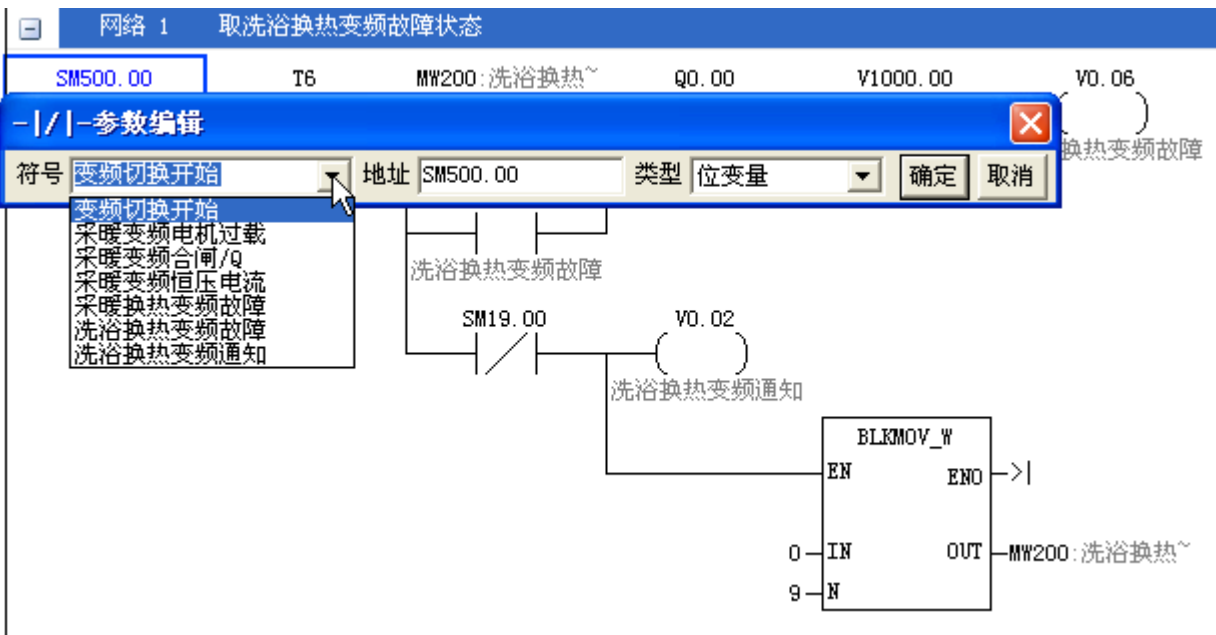 网络 1 取洗浴换热变频故障状态
SM500.00 T6 MW200:洗浴换热~ Q0.00 V1000.00 V0.06
-|/|-参数编辑
换热变频故障
符号 变频切换开始 地址 SM500.00 类型 位变量 确定 取消
变频切换开始
采暖变频电机过载
采暖变频合闸/Q
采暖变频恒压电流
采暖换热变频故障
洗浴换热变频故障
洗浴换热变频通知
洗浴换热变频故障
SM19.00 V0.02
洗浴换热变频通知
BLKMOV_W
EN ENO
0 IN OUT MW200:洗浴换热~
9 N